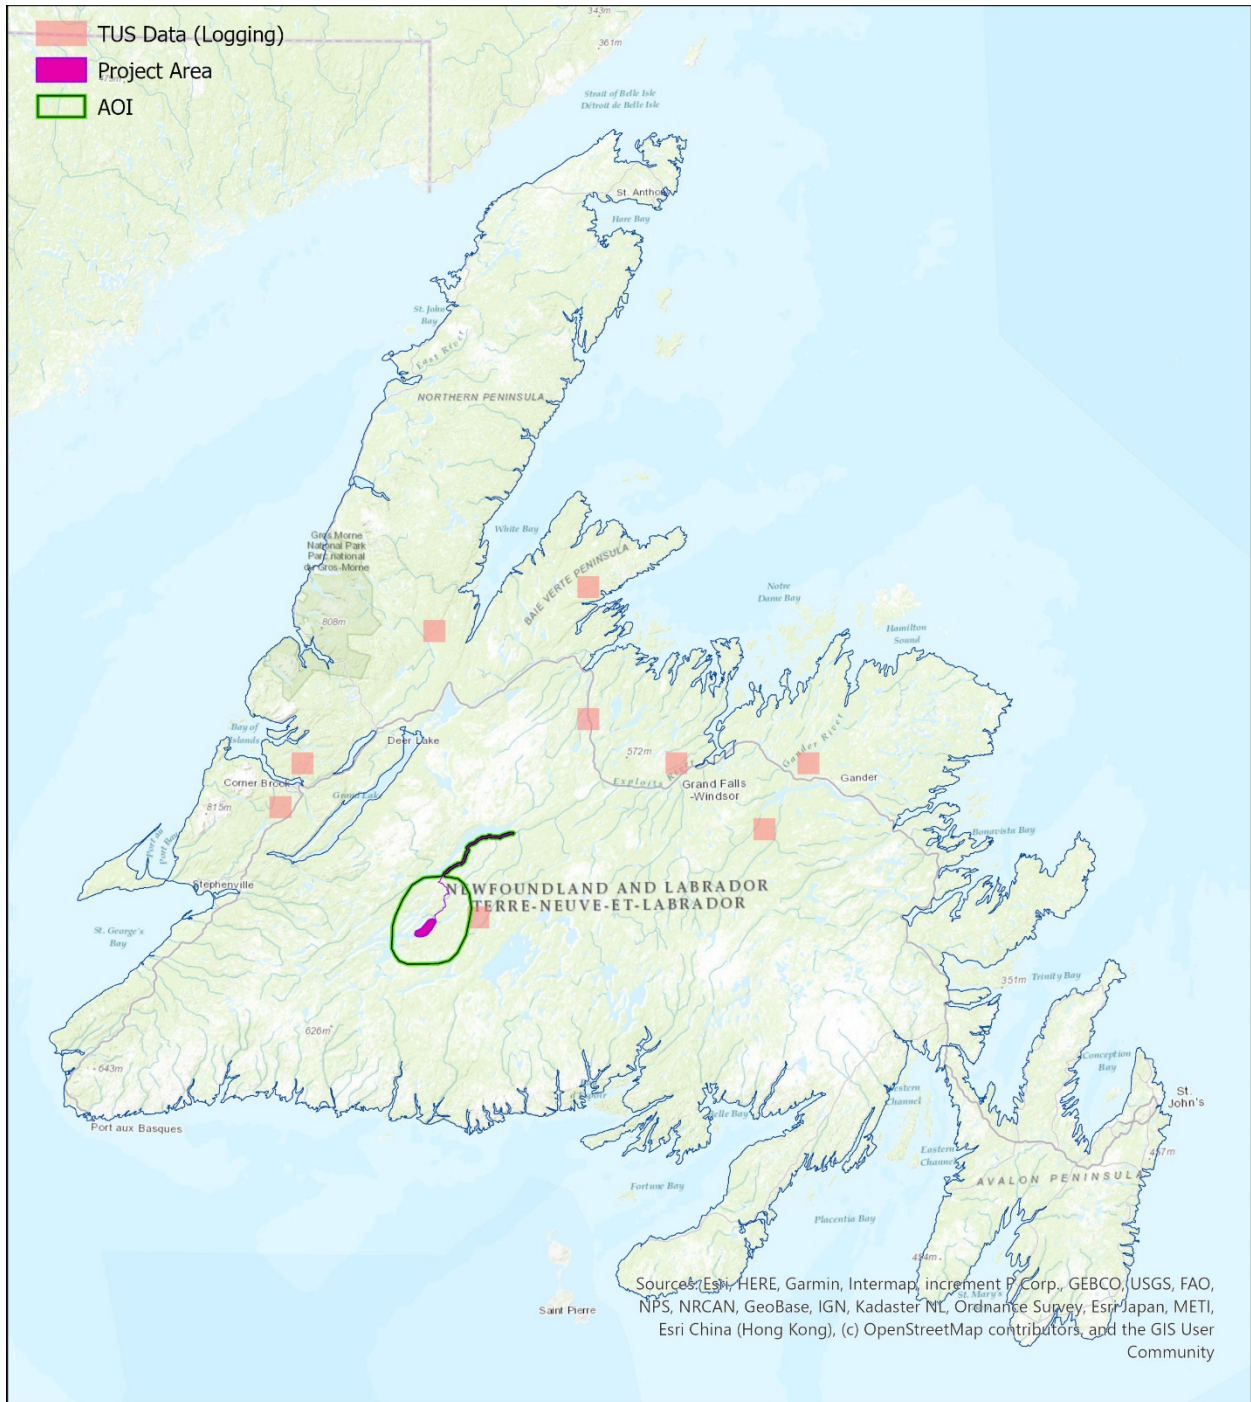 TUS Data (Logging)
Project Area
AOI
343m
361m
Strait of Belle Isle
Détroit de Belle Isle
St. Anthony
Hare Bay
St. John
Bay
East River
NORTHERN PENINSULA
White Bay
Gros Morne
National Park
Parc national
du Gros-Morne
808m
BAIE VERTE PENINSULA
Notre
Dame Bay
Hamilton
Sound
Bay of
Islands
Deer Lake
572m
Gander River
Exploits River
Grand Falls
-Windsor
Gander
Corner Brook
Grand Lake
815m
Port au
Port Bay
Bonavista Bay
Stephenville
NEWFOUNDLAND AND LABRADOR
TERRE-NEUVE-ET-LABRADOR
St. George's
Bay
Trinity Bay
351m
626m
643m
Conception
Bay
St.
John's
Port aux Basques
Western
Channel
Eastern
Channel
457m
AVALON PENINSULA
Fortune Bay
Placentia Bay
St. Mary's
Saint Pierre
Sources: Esri, HERE, Garmin, Intermap, increment P Corp., GEBCO, USGS, FAO,
NPS, NRCAN, GeoBase, IGN, Kadaster NL, Ordnance Survey, Esri Japan, METI,
Esri China (Hong Kong), (c) OpenStreetMap contributors, and the GIS User
Community